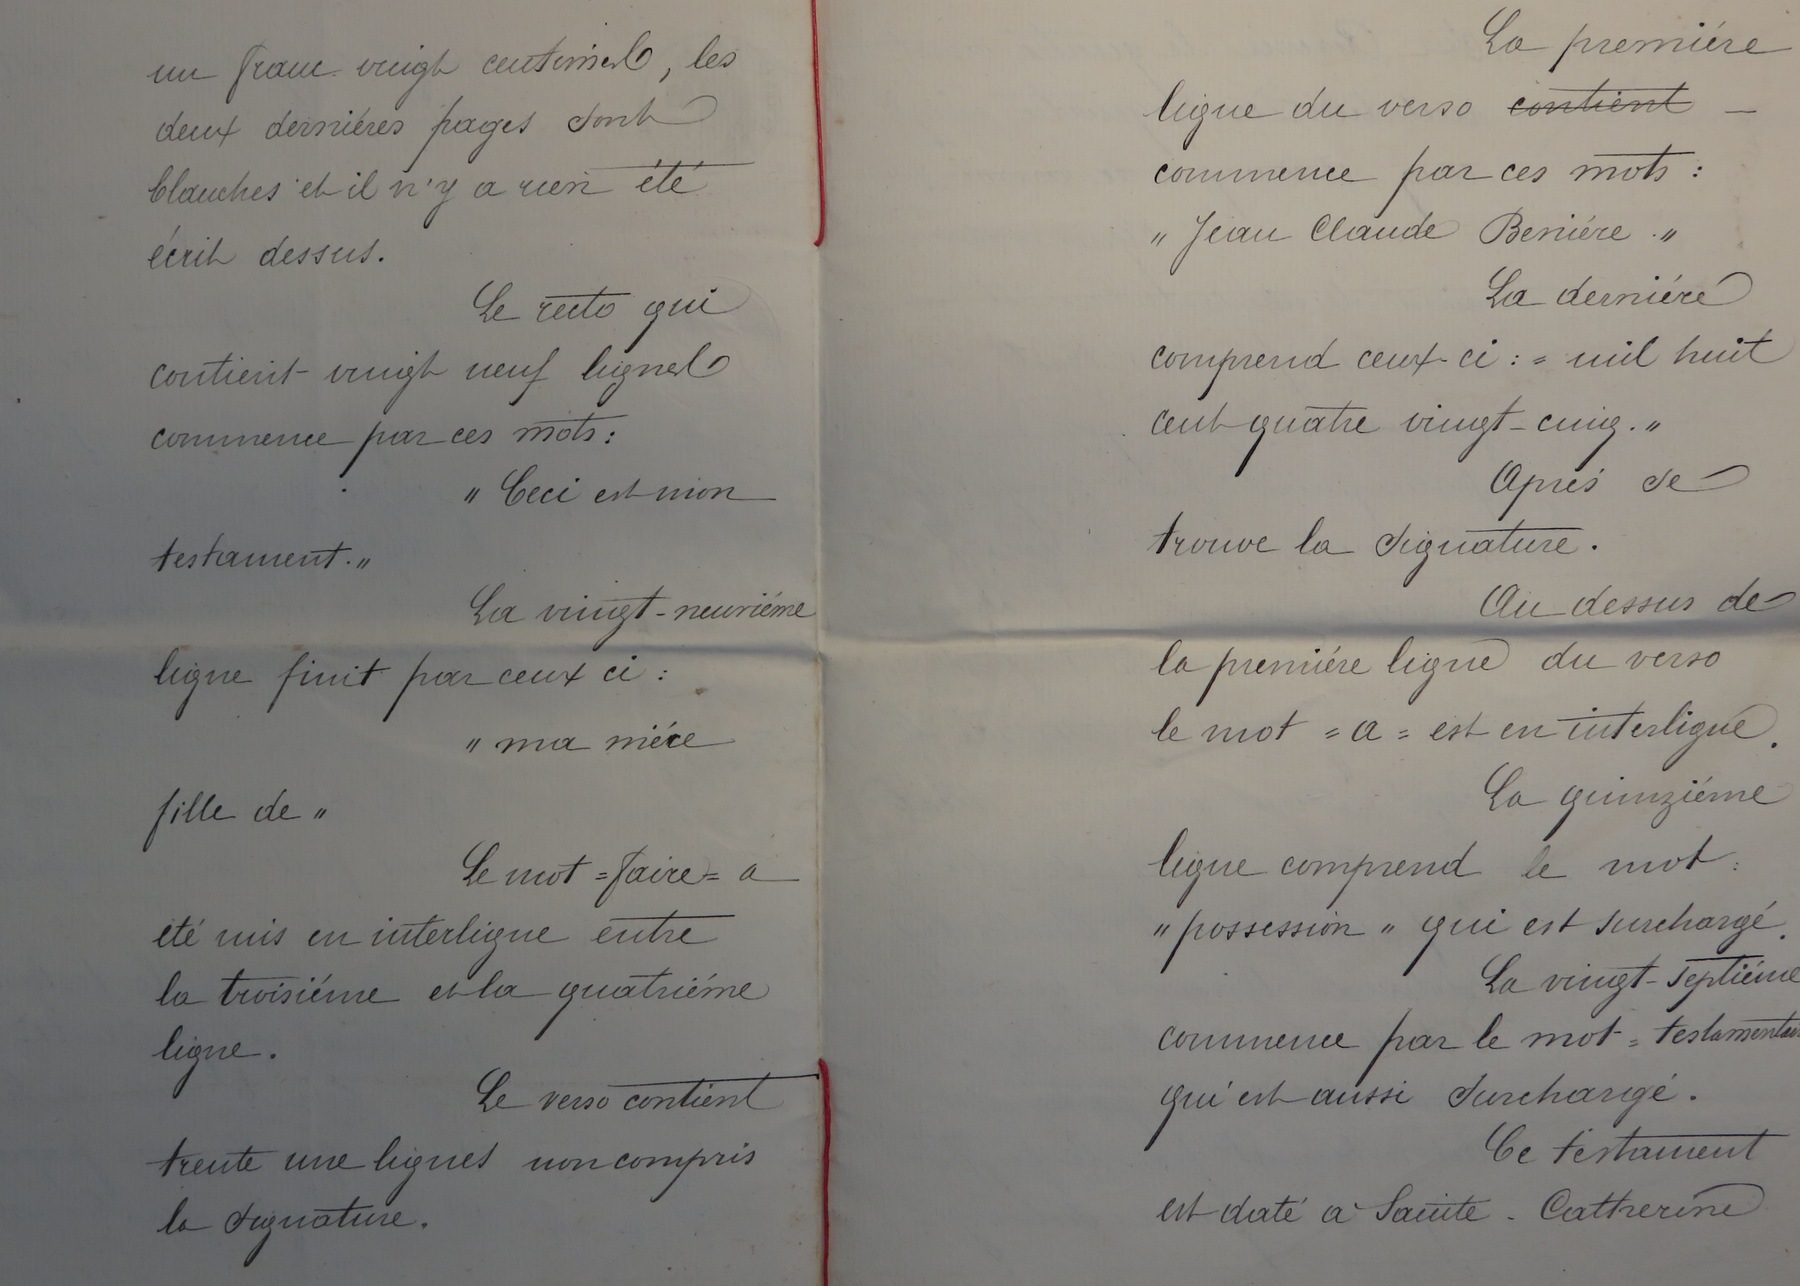 un franc vingt centimes, les
deux dernières pages sont
blanches et il n'y a rien été
écrit dessus.
Le recto qui
contient vingt neuf lignes
commence par ces mots :
" Ceci est mon
testament. "
La vingt-neuvième
ligne finit par ceux ci :
" ma nièce
fille de "
Le mot = faire = a
été mis en interligne entre
la troisième et la quatrième
ligne.
Le verso contient
trente une lignes non compris
la signature.
La première
ligne du verso contient —
commence par ces mots :
" Jean Claude Benière . "
La dernière
comprend ceux-ci : = mil huit
cent quatre vingt-cinq. "
Après se
trouve la signature.
Au dessus de
la première ligne du verso
le mot = a = est en interligne.
La quinzième
ligne comprend le mot :
" possession " qui est surchargé.
La vingt-septième
commence par le mot =
qui est aussi surchargé.
Ce testament
est daté à Sainte - Catherine